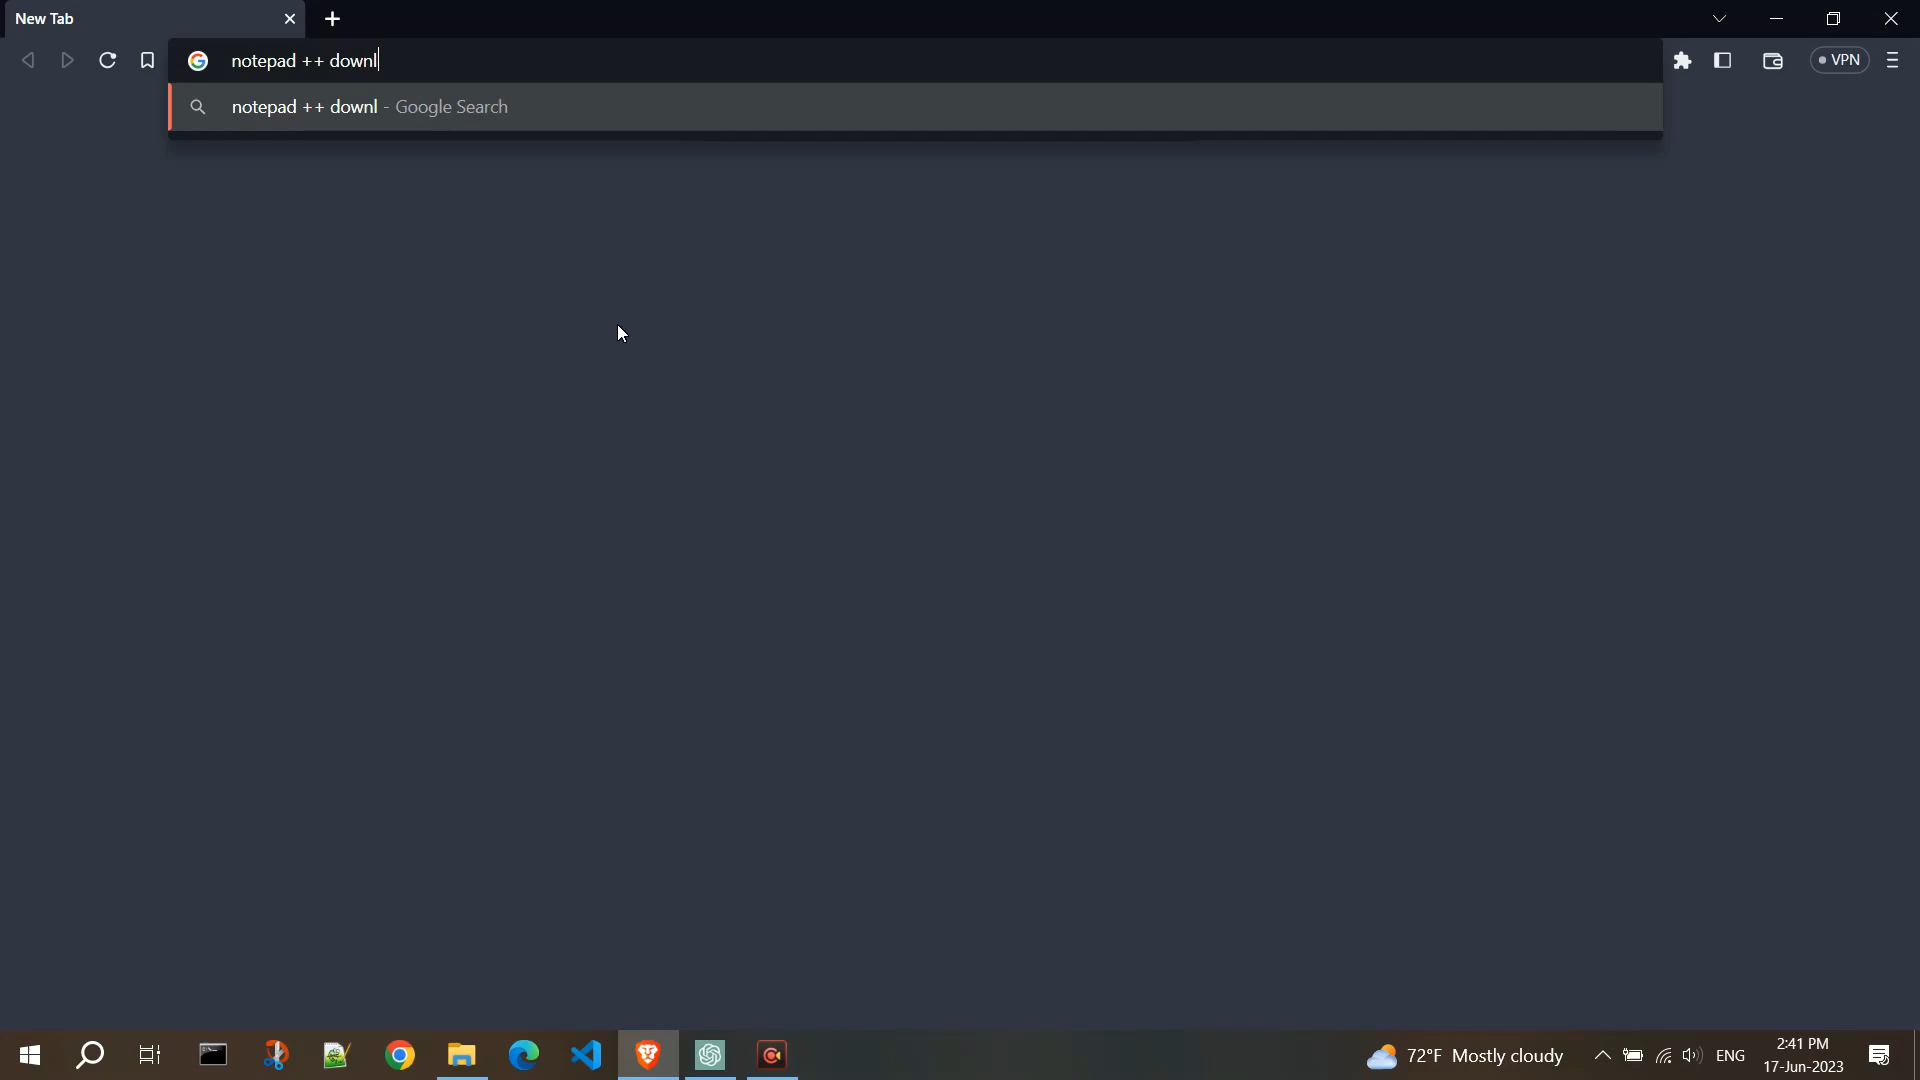 New Tab
notepad ++ downl
VPN
notepad ++ downl - Google Search
72°F Mostly cloudy
ENG
2:41 PM
17-Jun-2023